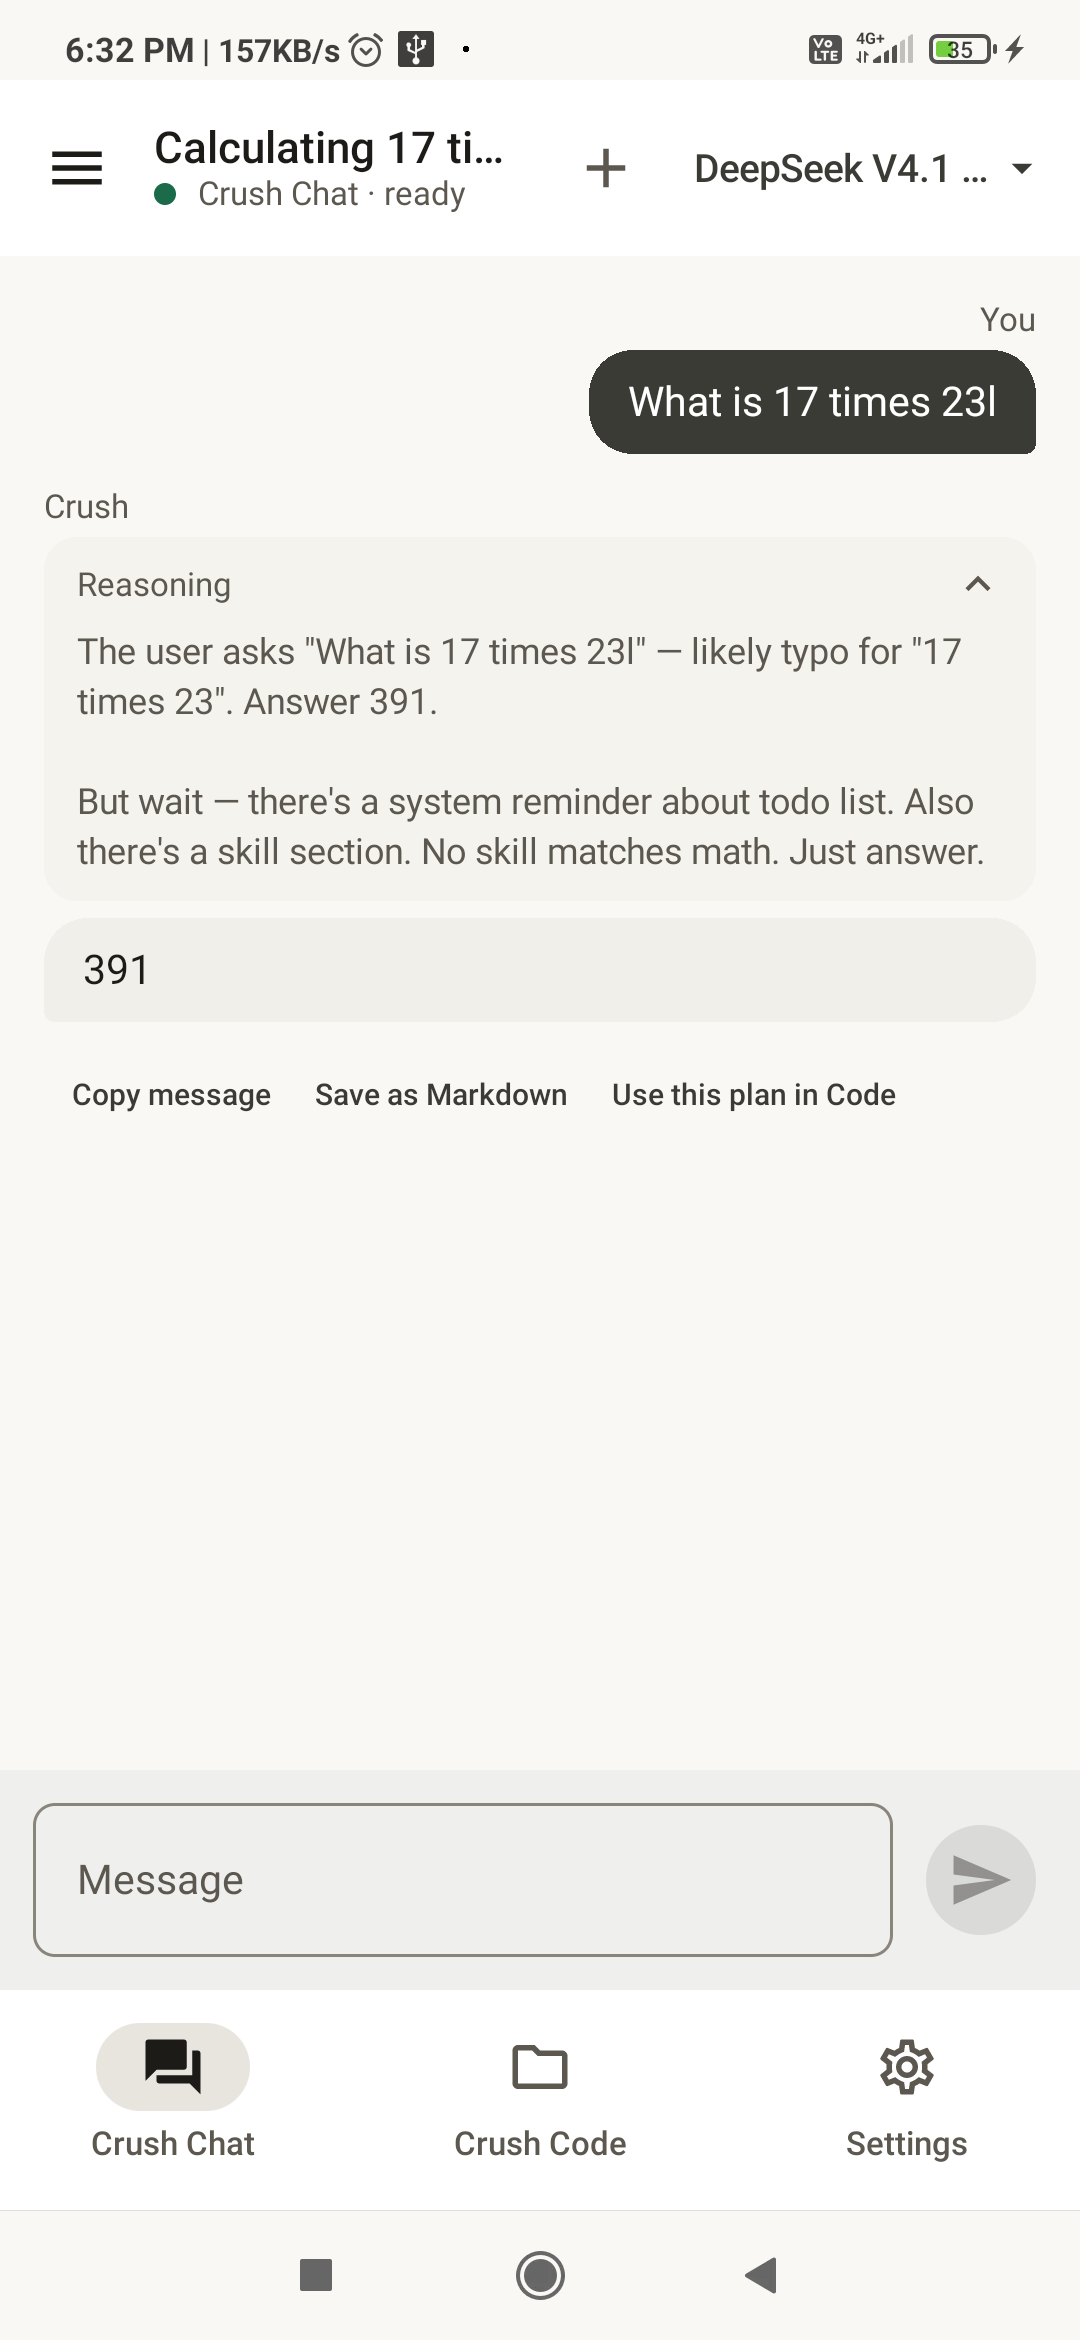 6:32 PM | 157KB/s
Vo LTE 4G+ 35
Calculating 17 ti...
Crush Chat · ready
DeepSeek V4.1 ...
You
What is 17 times 23l
Crush
Reasoning
The user asks "What is 17 times 23l" — likely typo for "17
times 23". Answer 391.
But wait — there's a system reminder about todo list. Also
there's a skill section. No skill matches math. Just answer.
391
Copy message Save as Markdown Use this plan in Code
Message
Crush Chat Crush Code Settings